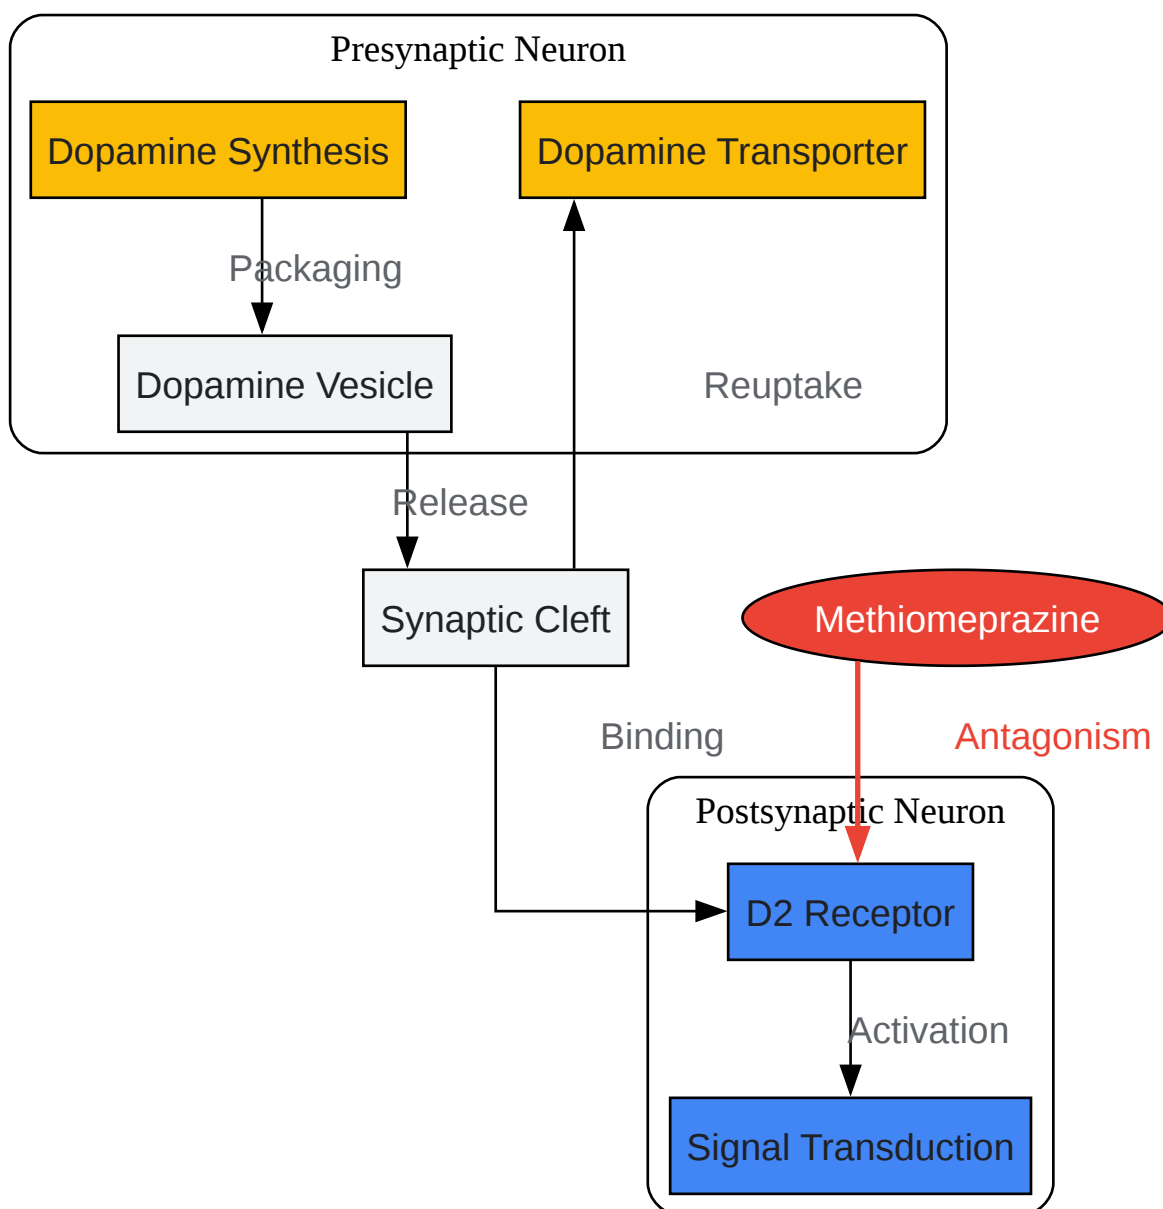 Presynaptic Neuron
Dopamine Synthesis
Dopamine Transporter
Packaging
Dopamine Vesicle
Reuptake
Release
Synaptic Cleft
Methiomeprazine
Binding
Antagonism
Postsynaptic Neuron
D2 Receptor
Activation
Signal Transduction